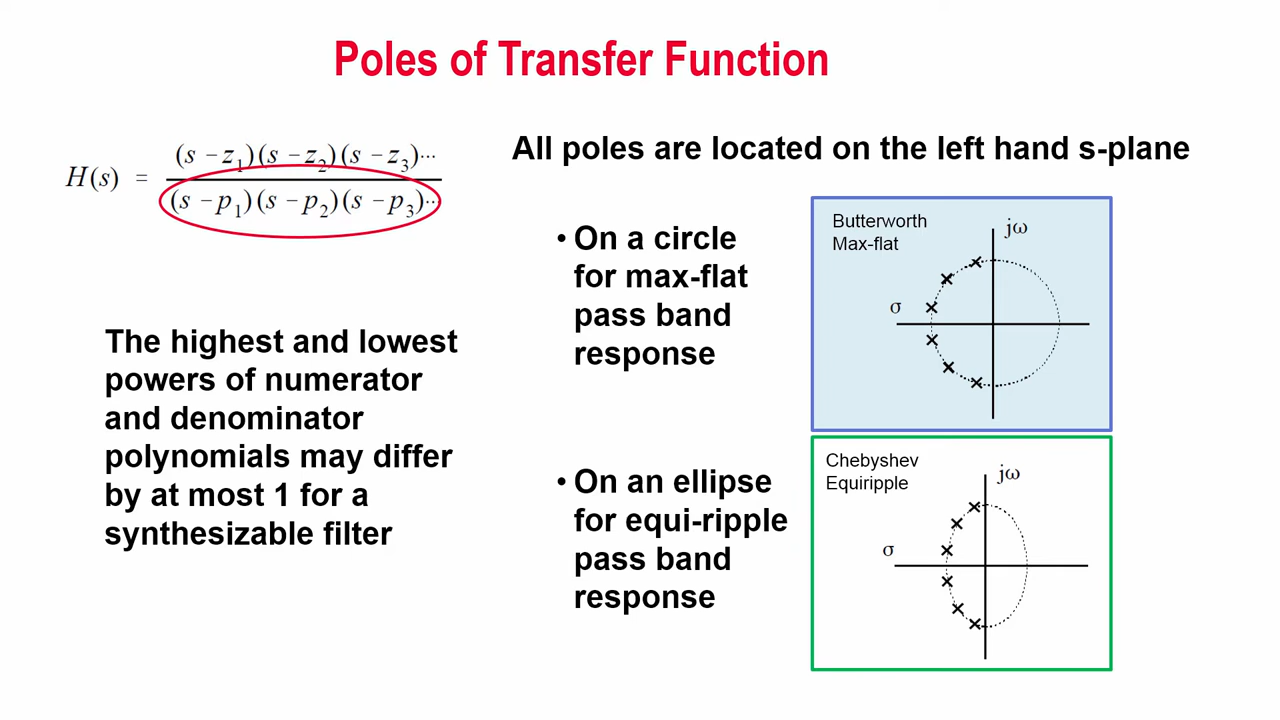 Poles of Transfer Function
H(s) = (s − z₁)(s − z₂)(s − z₃)⋯
(s − p₁)(s − p₂)(s − p₃)⋯
The highest and lowest
powers of numerator
and denominator
polynomials may differ
by at most 1 for a
synthesizable filter
All poles are located on the left hand s-plane
• On a circle
for max-flat
pass band
response
Butterworth
Max-flat
jω
σ
• On an ellipse
for equi-ripple
pass band
response
Chebyshev
Equiripple
jω
σ